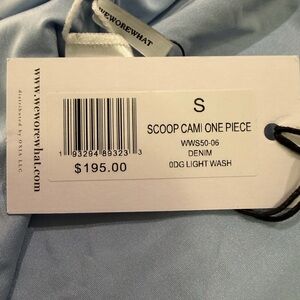 WEWOREWHAT
www.weworewhat.com
distributed by ONIA LLC
S
SCOOP CAMI ONE PIECE
WWS50-06
DENIM
0DG LIGHT WASH
1 93294 89323 3
$195.00